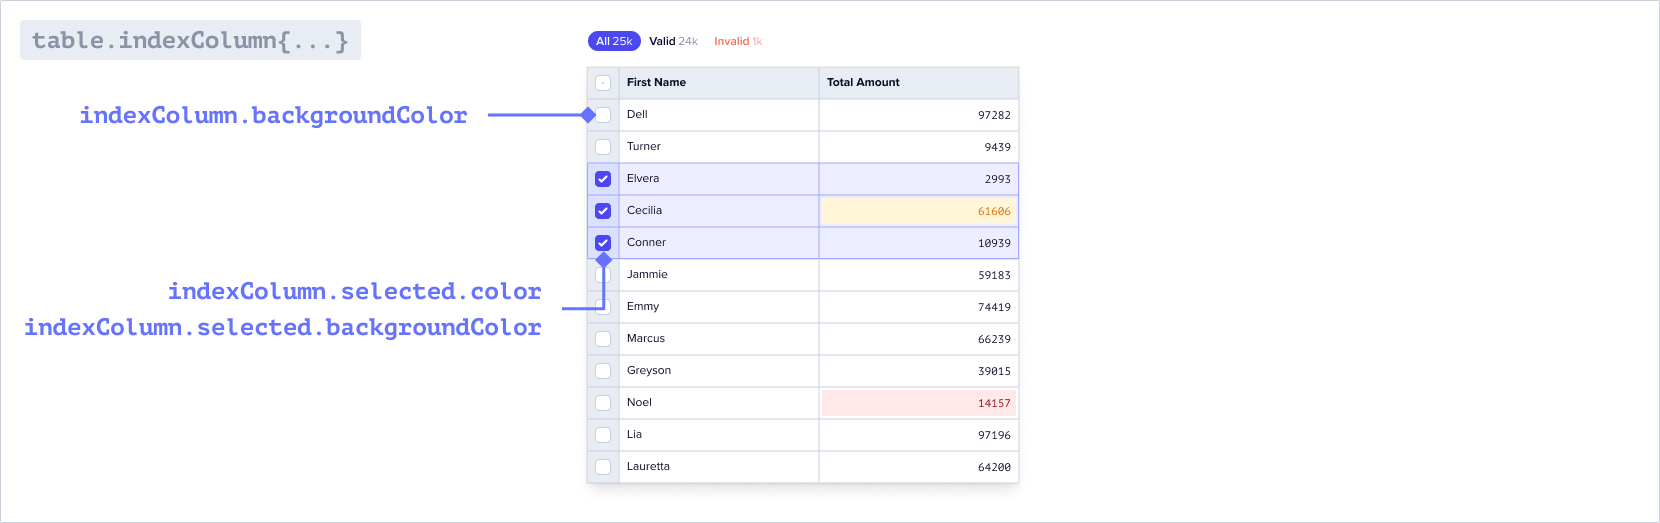 table.indexColumn{...}
All 25k Valid 24k Invalid 1k
First Name Total Amount
indexColumn.backgroundColor
Dell 97282
Turner 9439
Elvera 2993
Cecilia 61606
Conner 10939
Jammie 59183
indexColumn.selected.color
Emmy 74419
indexColumn.selected.backgroundColor
Marcus 66239
Greyson 39015
Noel 14157
Lia 97196
Lauretta 64200